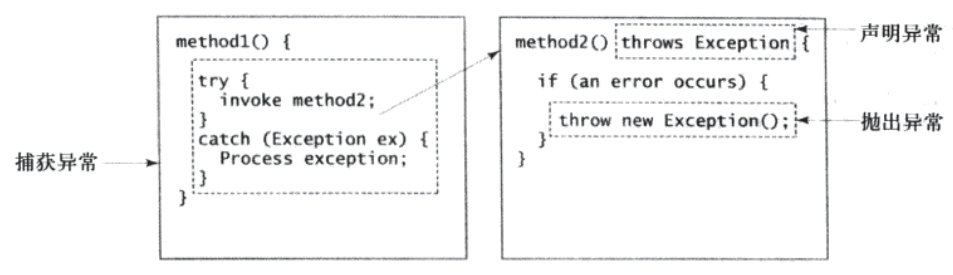 捕获异常
method1() {
try {
invoke method2;
}
catch (Exception ex) {
Process exception;
}
}
method2() throws Exception {
if (an error occurs) {
throw new Exception();
}
}
声明异常
抛出异常